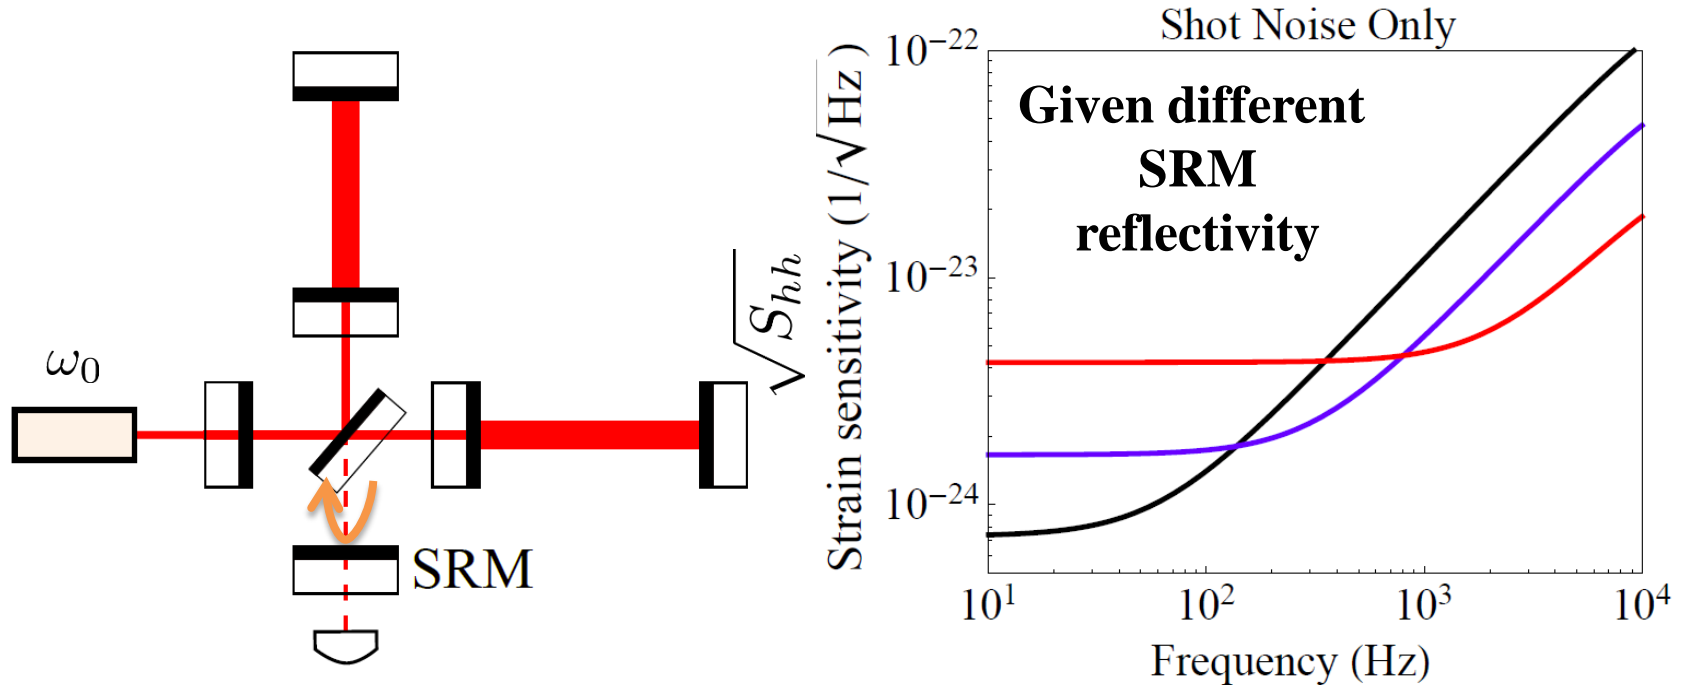 ω₀
SRM
Shot Noise Only
Given different
SRM
reflectivity
√S_hh
Strain sensitivity (1/√Hz)
10⁻²²
10⁻²³
10⁻²⁴
10¹ 10² 10³ 10⁴
Frequency (Hz)